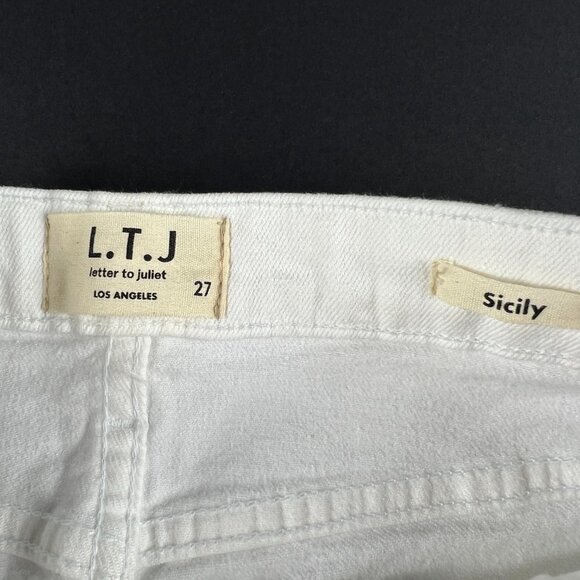 L.T.J
letter to juliet
LOS ANGELES
27
Sicily